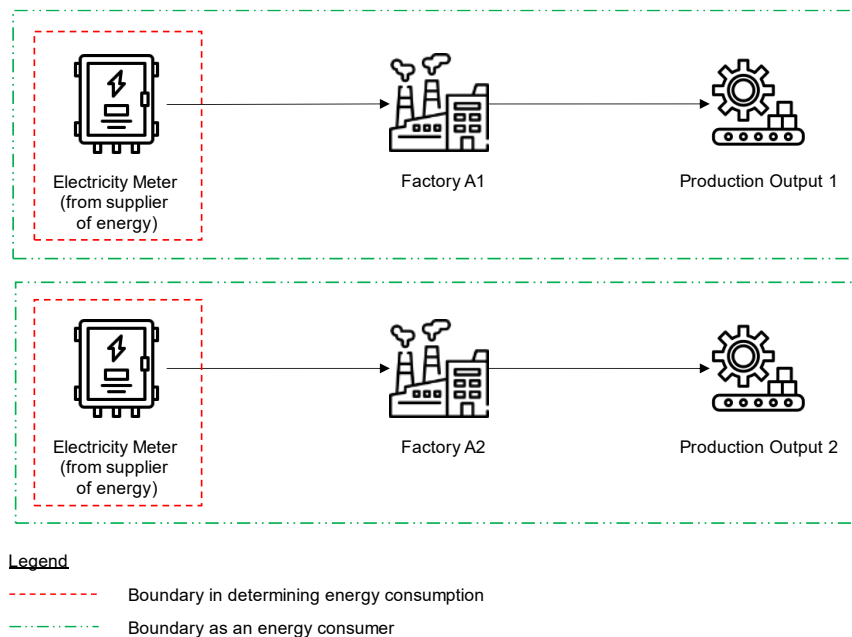 Electricity Meter
(from supplier
of energy)
Factory A1
Production Output 1
Electricity Meter
(from supplier
of energy)
Factory A2
Production Output 2
Legend
Boundary in determining energy consumption
Boundary as an energy consumer